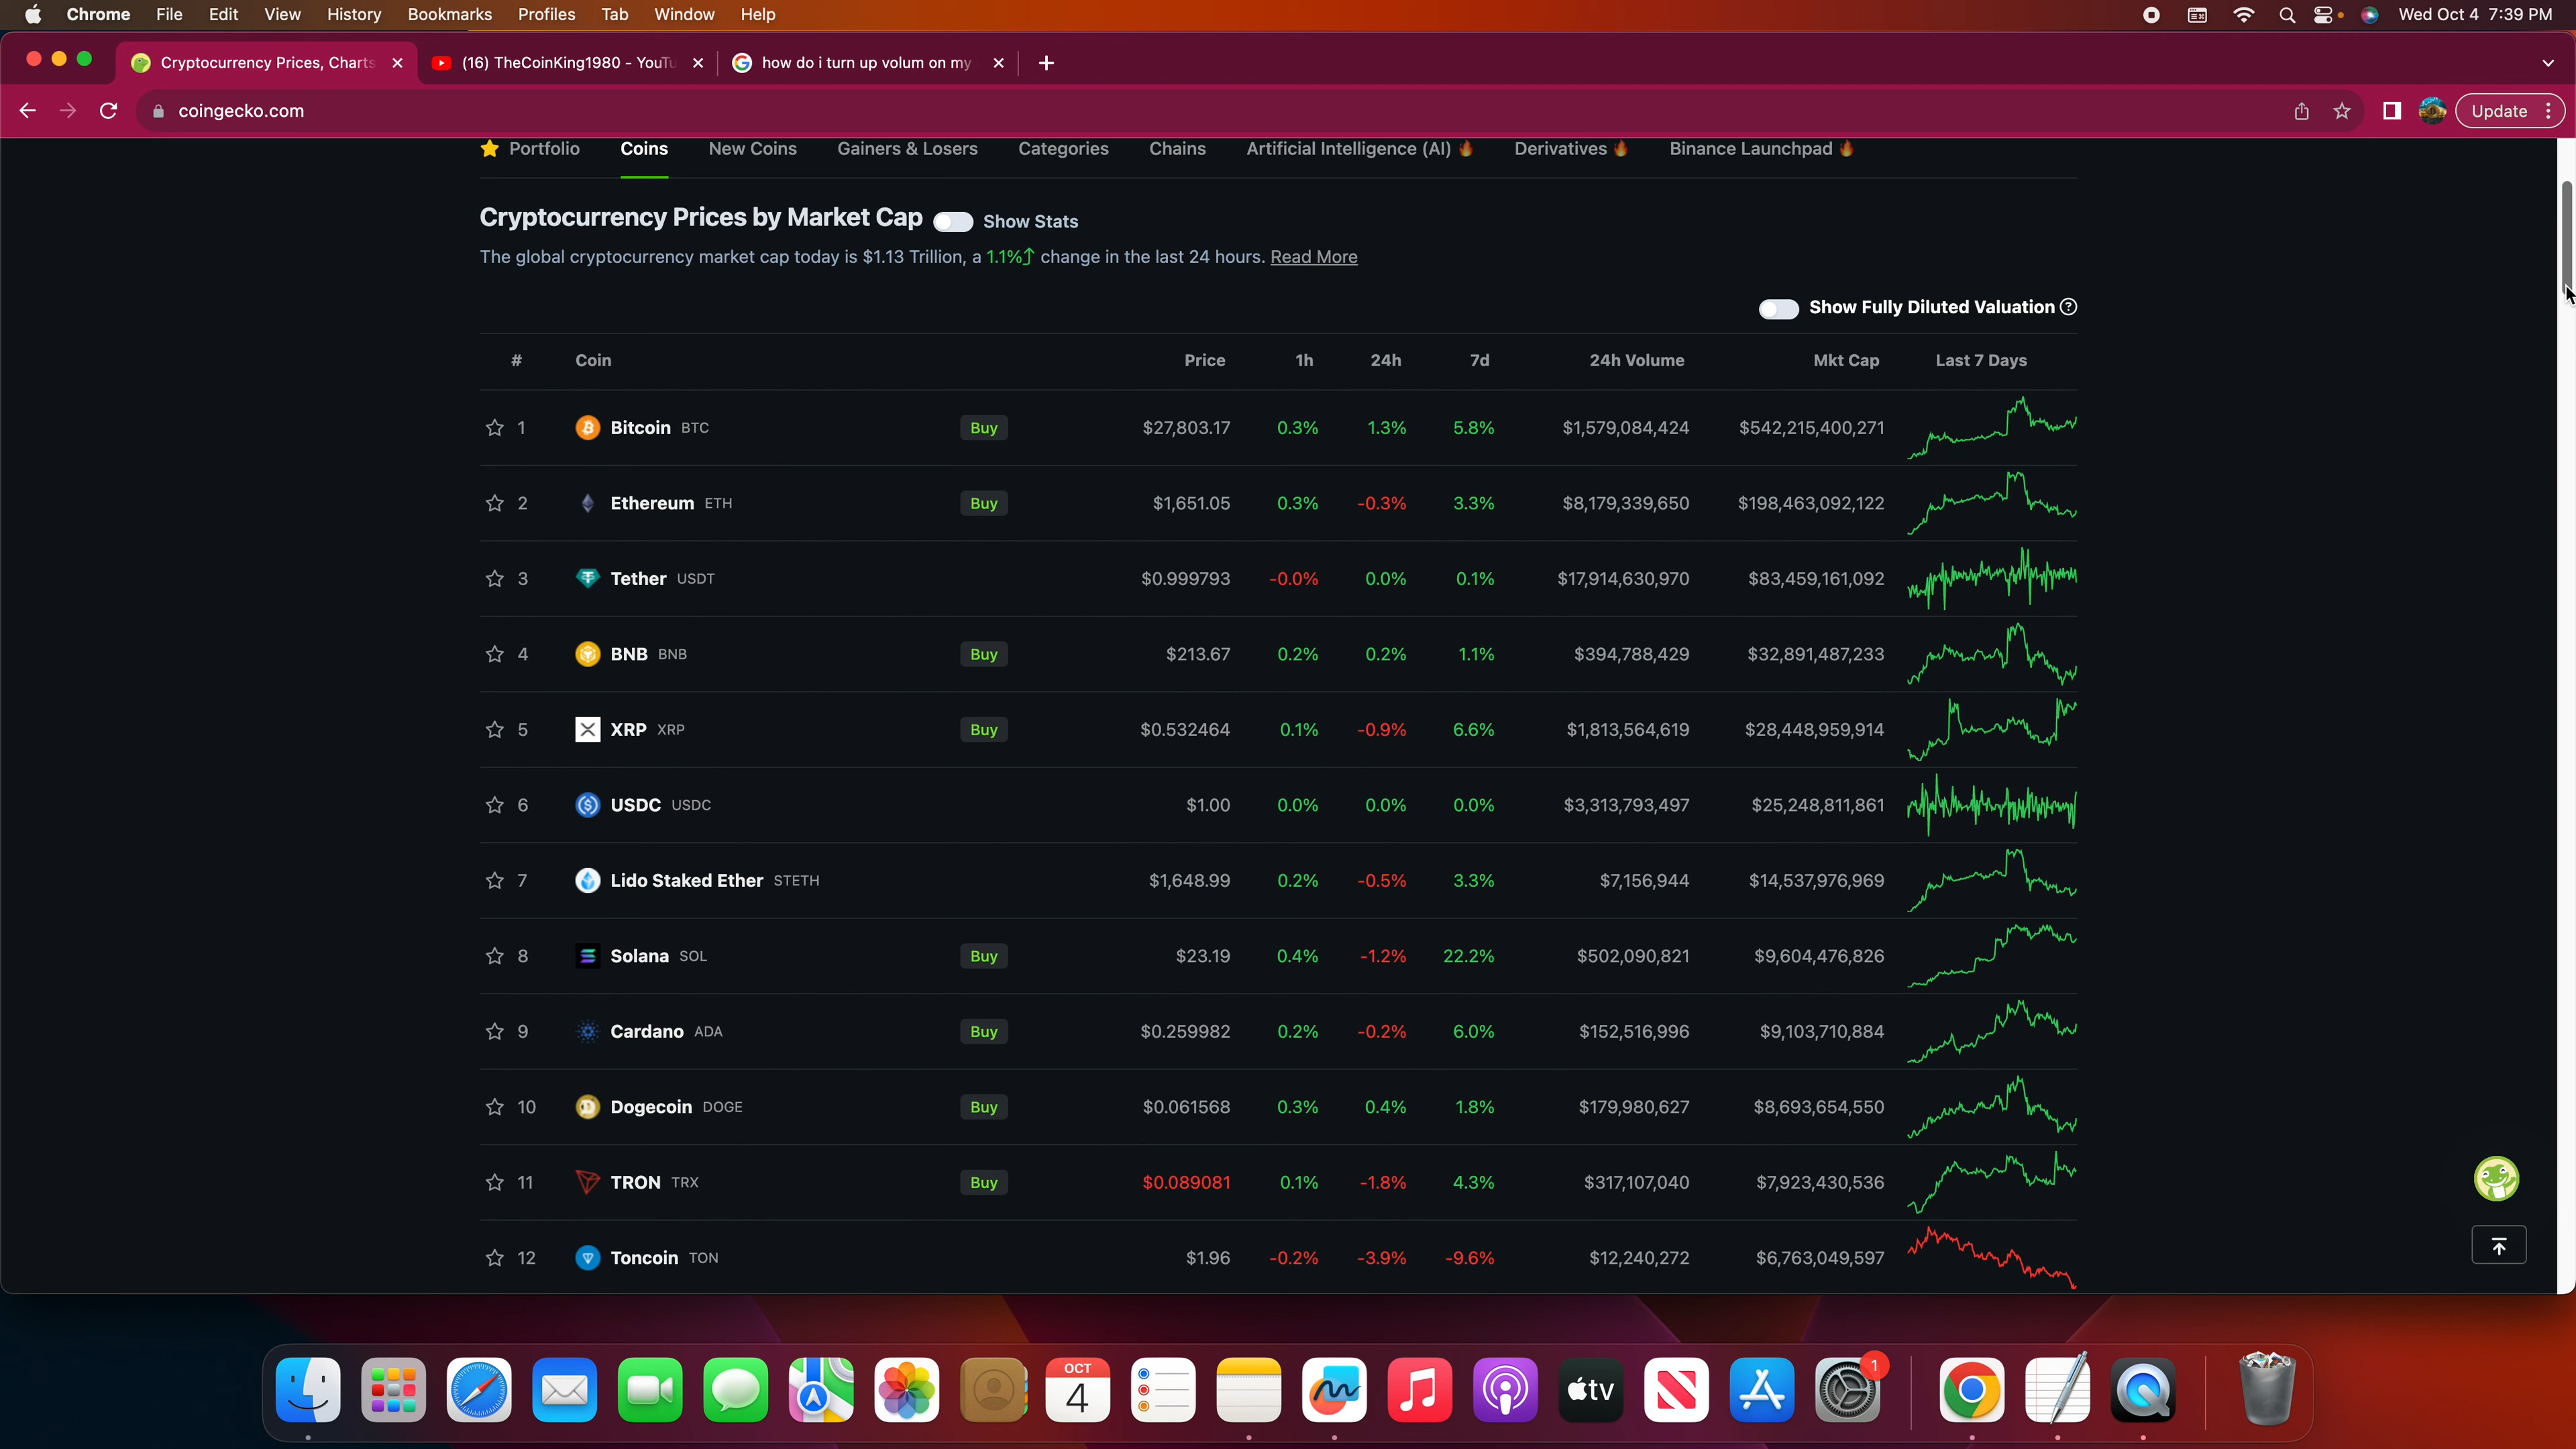 Chrome File Edit View History Bookmarks Profiles Tab Window Help Wed Oct 4 7:39 PM
Cryptocurrency Prices, Charts (16) TheCoinKing1980 - YouTu how do i turn up volum on my
coingecko.com Update
Portfolio Coins New Coins Gainers & Losers Categories Chains Artificial Intelligence (AI) Derivatives Binance Launchpad
Cryptocurrency Prices by Market Cap Show Stats
The global cryptocurrency market cap today is $1.13 Trillion, a 1.1% change in the last 24 hours. Read More
Show Fully Diluted Valuation ?
# Coin Price 1h 24h 7d 24h Volume Mkt Cap Last 7 Days
1 Bitcoin BTC Buy $27,803.17 0.3% 1.3% 5.8% $1,579,084,424 $542,215,400,271
2 Ethereum ETH Buy $1,651.05 0.3% -0.3% 3.3% $8,179,339,650 $198,463,092,122
3 Tether USDT $0.999793 -0.0% 0.0% 0.1% $17,914,630,970 $83,459,161,092
4 BNB BNB Buy $213.67 0.2% 0.2% 1.1% $394,788,429 $32,891,487,233
5 XRP XRP Buy $0.532464 0.1% -0.9% 6.6% $1,813,564,619 $28,448,959,914
6 USDC USDC $1.00 0.0% 0.0% 0.0% $3,313,793,497 $25,248,811,861
7 Lido Staked Ether STETH $1,648.99 0.2% -0.5% 3.3% $7,156,944 $14,537,976,969
8 Solana SOL Buy $23.19 0.4% -1.2% 22.2% $502,090,821 $9,604,476,826
9 Cardano ADA Buy $0.259982 0.2% -0.2% 6.0% $152,516,996 $9,103,710,884
10 Dogecoin DOGE Buy $0.061568 0.3% 0.4% 1.8% $179,980,627 $8,693,654,550
11 TRON TRX Buy $0.089081 0.1% -1.8% 4.3% $317,107,040 $7,923,430,536
12 Toncoin TON $1.96 -0.2% -3.9% -9.6% $12,240,272 $6,763,049,597
OCT 4 tv 1